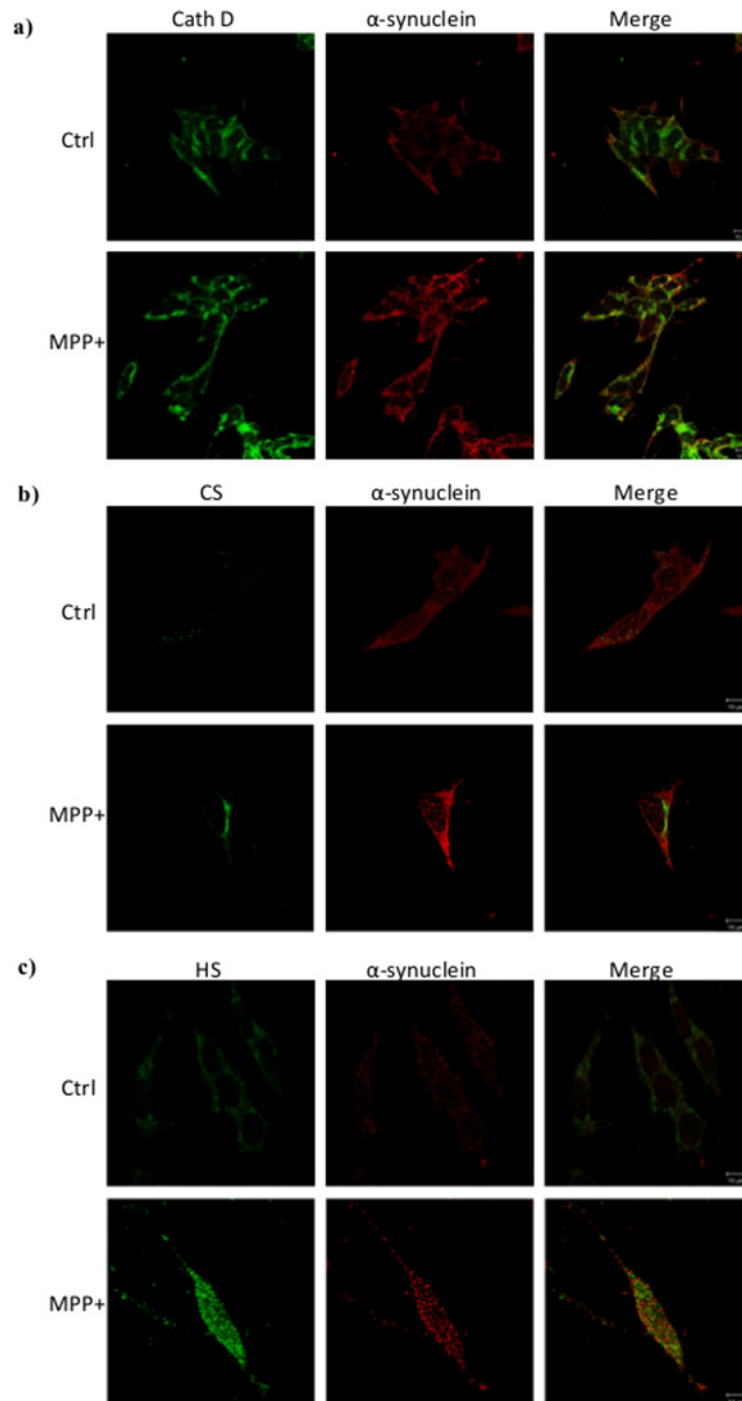 a)
Cath D α-synuclein Merge
Ctrl
MPP+
b)
CS α-synuclein Merge
Ctrl
MPP+
c)
HS α-synuclein Merge
Ctrl
MPP+